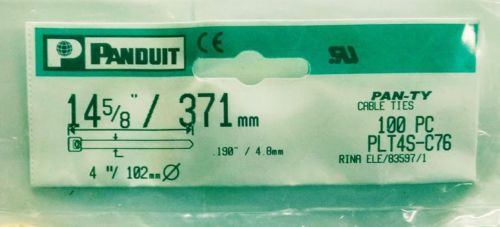 P PANDUIT CE UR
PAN-TY
CABLE TIES
14 5/8" / 371 mm
100 PC
PLT4S-C76
.190" / 4.8mm
RINA ELE/83597/1
4 "/ 102mm Ø